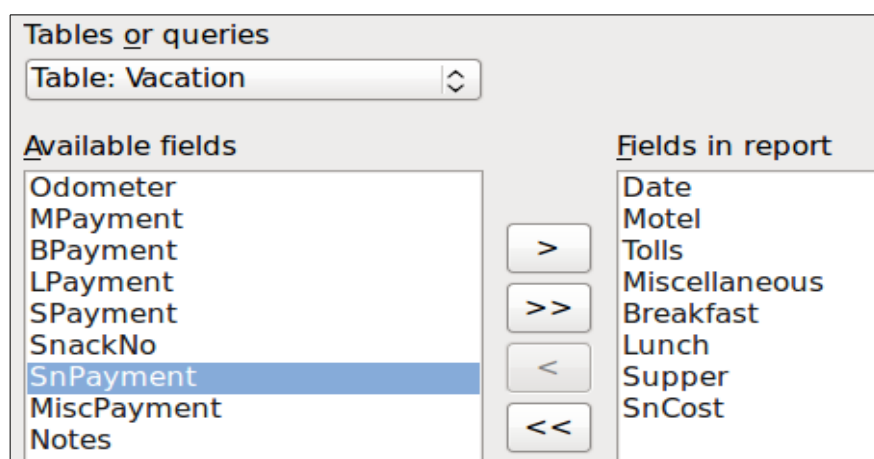 Tables or queries
Table: Vacation
Available fields
Odometer
MPayment
BPayment
LPayment
SPayment
SnackNo
SnPayment
MiscPayment
Notes
>
>>
<
<<
Fields in report
Date
Motel
Tolls
Miscellaneous
Breakfast
Lunch
Supper
SnCost